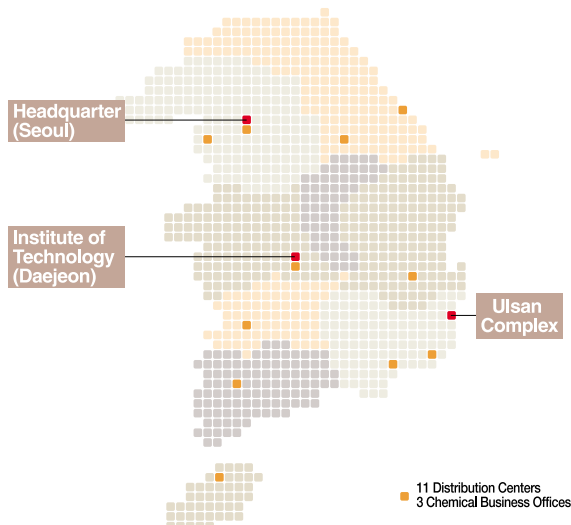 Headquarter
(Seoul)
Institute of
Technology
(Daejeon)
Ulsan
Complex
11 Distribution Centers
3 Chemical Business Offices